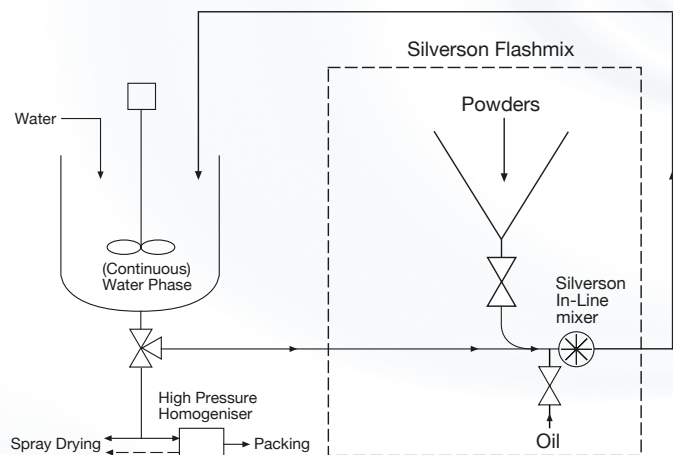 Silverson Flashmix
Powders
Water
(Continuous)
Water Phase
Silverson
In-Line
mixer
High Pressure
Homogeniser
Spray Drying
Packing
Oil